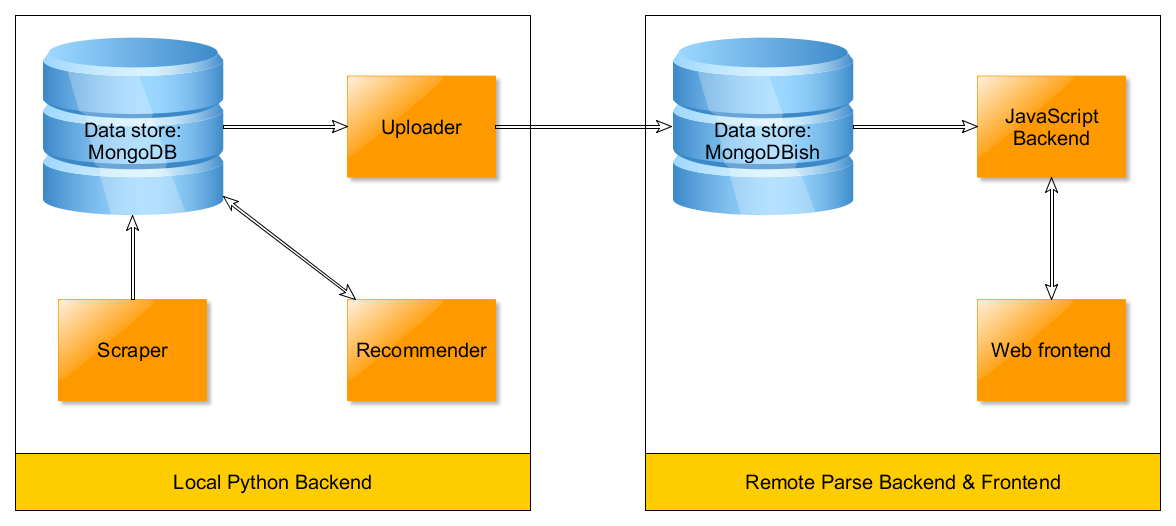 Data store:
MongoDB
Uploader
Scraper
Recommender
Local Python Backend
Data store:
MongoDBish
JavaScript
Backend
Web frontend
Remote Parse Backend & Frontend